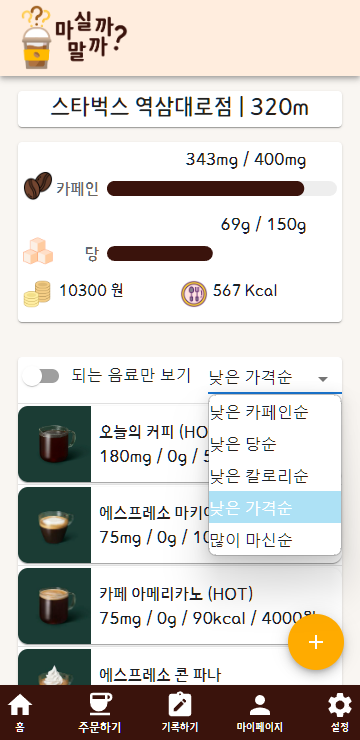 마실까
말까?
스타벅스 역삼대로점 | 320m
343mg / 400mg
카페인
69g / 150g
당
10300 원
567 Kcal
되는 음료만 보기
낮은 가격순
낮은 카페인순
낮은 당순
낮은 칼로리순
낮은 가격순
많이 마신순
오늘의 커피 (HO
180mg / 0g / 5
에스프레소 마키
75mg / 0g / 10
카페 아메리카노 (HOT)
75mg / 0g / 90kcal / 4000원
+
에스프레소 콘 파나
홈
주문하기
기록하기
마이페이지
설정